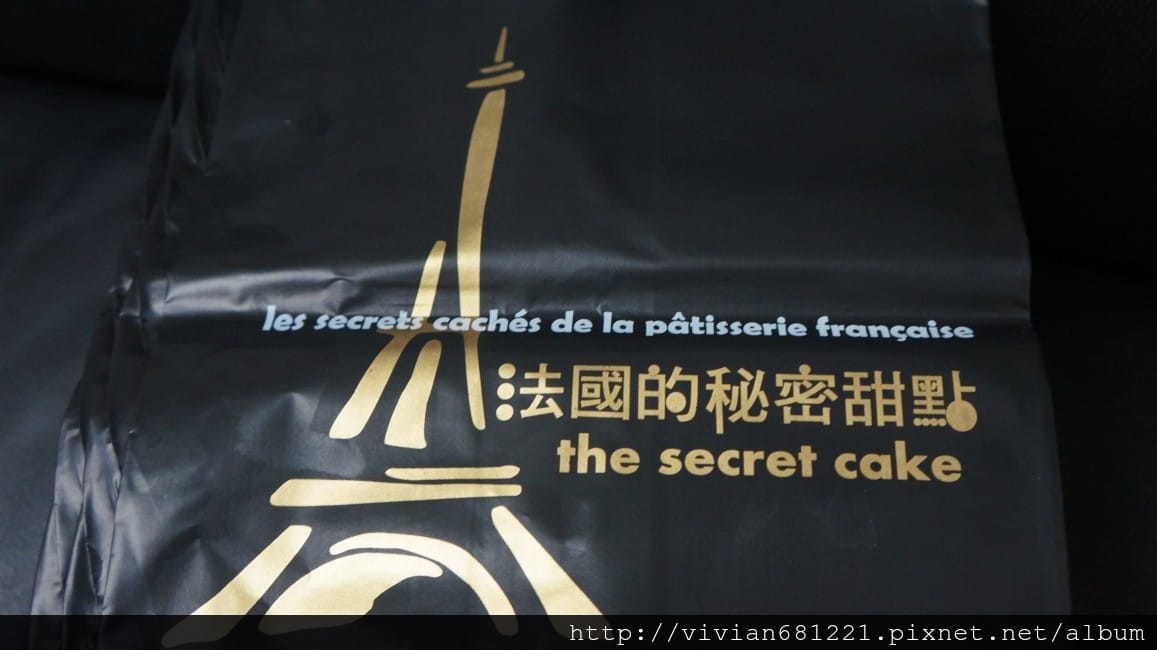 les secrets cachés de la pâtisserie française
法國的秘密甜點
the secret cake
http://vivian681221.pixnet.net/album